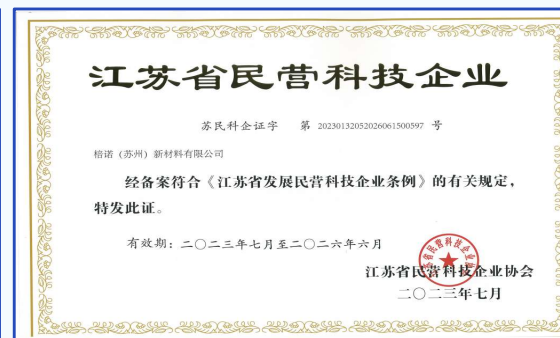 江苏省民营科技企业
苏民科企证字 第 20230132052026061500597 号
榰诺（苏州）新材料有限公司
经备案符合《江苏省发展民营科技企业条例》的有关规定，
特发此证。
有效期：二〇二三年七月至二〇二六年六月
江苏省民营科技企业协会
二〇二三年七月